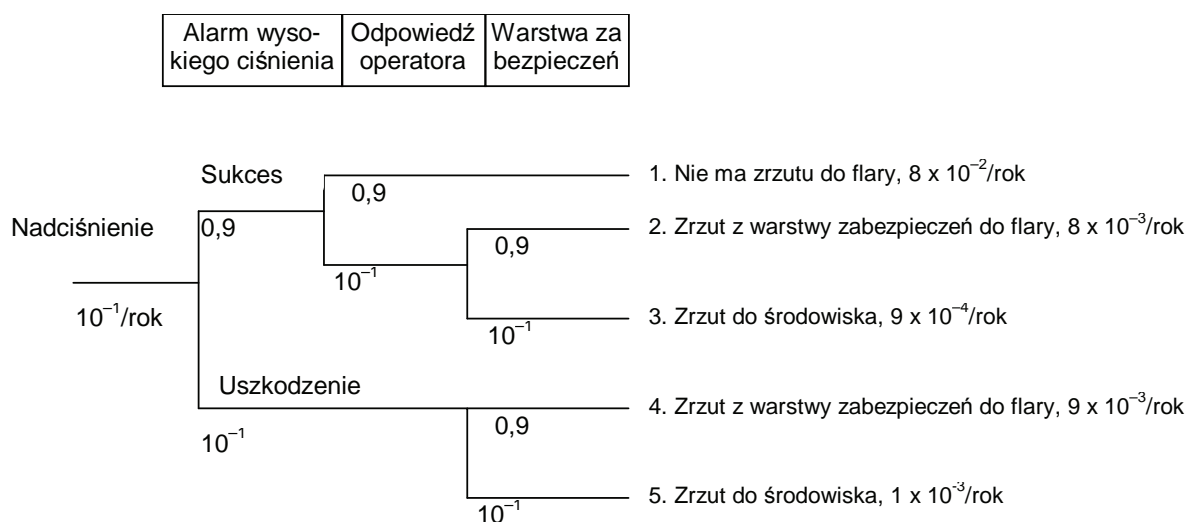 Alarm wyso-
kiego ciśnienia
Odpowiedź
operatora
Warstwa za
bezpieczeń
Sukces
0,9
1. Nie ma zrzutu do flary, 8 x 10⁻²/rok
Nadciśnienie
0,9
0,9
2. Zrzut z warstwy zabezpieczeń do flary, 8 x 10⁻³/rok
10⁻¹
10⁻¹/rok
10⁻¹
3. Zrzut do środowiska, 9 x 10⁻⁴/rok
Uszkodzenie
10⁻¹
0,9
4. Zrzut z warstwy zabezpieczeń do flary, 9 x 10⁻³/rok
10⁻¹
5. Zrzut do środowiska, 1 x 10⁻³/rok